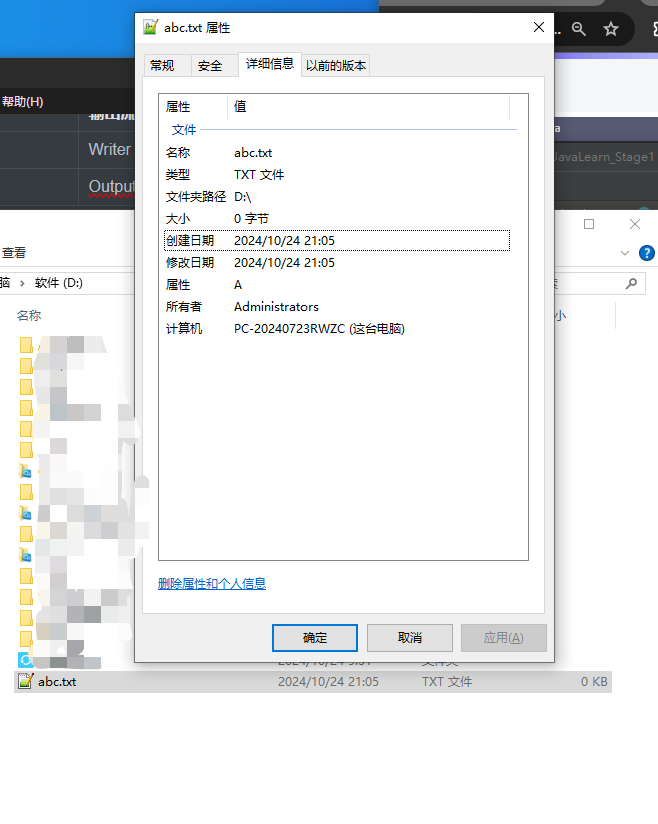 abc.txt 属性
常规 安全 详细信息 以前的版本
帮助(H)
属性 值
文件
Writer
名称 abc.txt
JavaLearn_Stage1
类型 TXT 文件
Output
文件夹路径 D:\
大小 0 字节
创建日期 2024/10/24 21:05
查看
修改日期 2024/10/24 21:05
属性 A
脑 › 软件 (D:)
所有者 Administrators
名称
计算机 PC-20240723RWZC (这台电脑)
删除属性和个人信息
确定 取消 应用(A)
abc.txt 2024/10/24 21:05 TXT 文件 0 KB